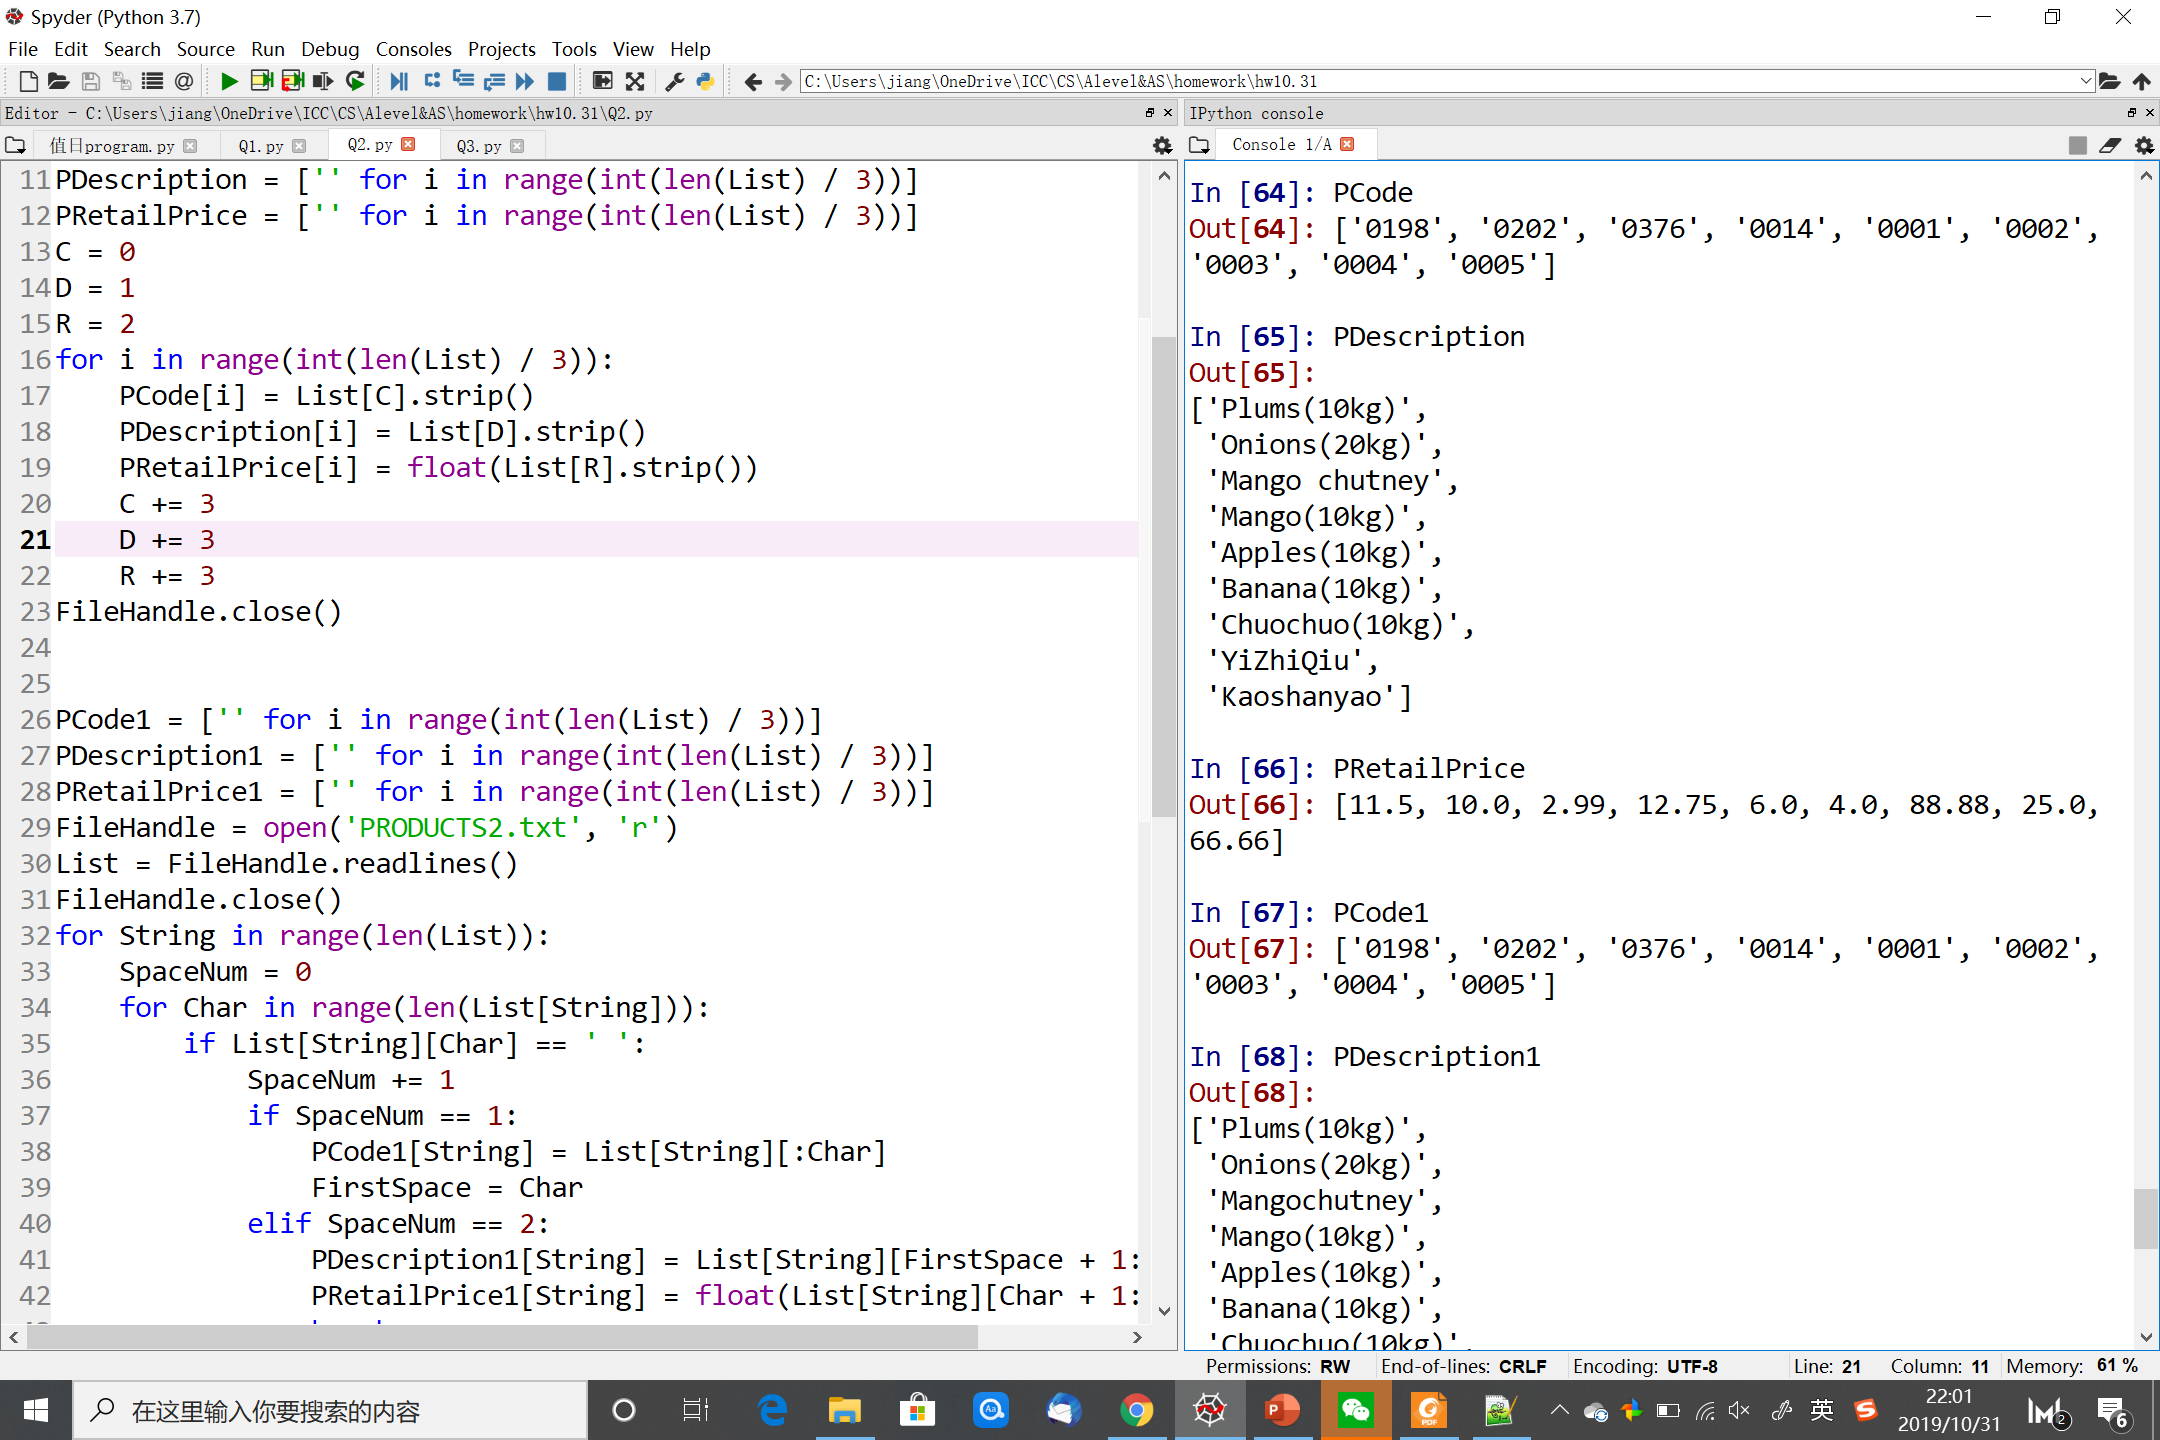 Spyder (Python 3.7)
File Edit Search Source Run Debug Consoles Projects Tools View Help
C:\Users\jiang\OneDrive\ICC\CS\Alevel&AS\homework\hw10.31
Editor - C:\Users\jiang\OneDrive\ICC\CS\Alevel&AS\homework\hw10.31\Q2.py
值日program.py Q1.py Q2.py Q3.py
11 PDescription = ['' for i in range(int(len(List) / 3))]
12 PRetailPrice = ['' for i in range(int(len(List) / 3))]
13 C = 0
14 D = 1
15 R = 2
16 for i in range(int(len(List) / 3)):
17     PCode[i] = List[C].strip()
18     PDescription[i] = List[D].strip()
19     PRetailPrice[i] = float(List[R].strip())
20     C += 3
21     D += 3
22     R += 3
23 FileHandle.close()
24
25
26 PCode1 = ['' for i in range(int(len(List) / 3))]
27 PDescription1 = ['' for i in range(int(len(List) / 3))]
28 PRetailPrice1 = ['' for i in range(int(len(List) / 3))]
29 FileHandle = open('PRODUCTS2.txt', 'r')
30 List = FileHandle.readlines()
31 FileHandle.close()
32 for String in range(len(List)):
33     SpaceNum = 0
34     for Char in range(len(List[String])):
35         if List[String][Char] == ' ':
36             SpaceNum += 1
37             if SpaceNum == 1:
38                 PCode1[String] = List[String][:Char]
39                 FirstSpace = Char
40             elif SpaceNum == 2:
41                 PDescription1[String] = List[String][FirstSpace + 1:
42                 PRetailPrice1[String] = float(List[String][Char + 1:
IPython console
Console 1/A
In [64]: PCode
Out[64]: ['0198', '0202', '0376', '0014', '0001', '0002',
'0003', '0004', '0005']
In [65]: PDescription
Out[65]:
['Plums(10kg)',
'Onions(20kg)',
'Mango chutney',
'Mango(10kg)',
'Apples(10kg)',
'Banana(10kg)',
'Chuochuo(10kg)',
'YiZhiQiu',
'Kaoshanyao']
In [66]: PRetailPrice
Out[66]: [11.5, 10.0, 2.99, 12.75, 6.0, 4.0, 88.88, 25.0,
66.66]
In [67]: PCode1
Out[67]: ['0198', '0202', '0376', '0014', '0001', '0002',
'0003', '0004', '0005']
In [68]: PDescription1
Out[68]:
['Plums(10kg)',
'Onions(20kg)',
'Mangochutney',
'Mango(10kg)',
'Apples(10kg)',
'Banana(10kg)',
'Chuochuo(10kg)',
Permissions: RW End-of-lines: CRLF Encoding: UTF-8 Line: 21 Column: 11 Memory: 61 %
在这里输入你要搜索的内容
英
22:01
2019/10/31
2
6